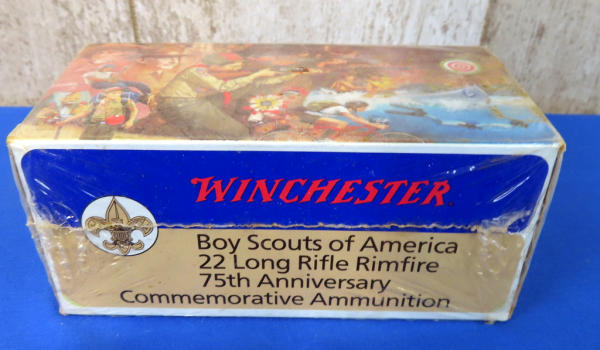 WINCHESTER
Boy Scouts of America
22 Long Rifle Rimfire
75th Anniversary
Commemorative Ammunition